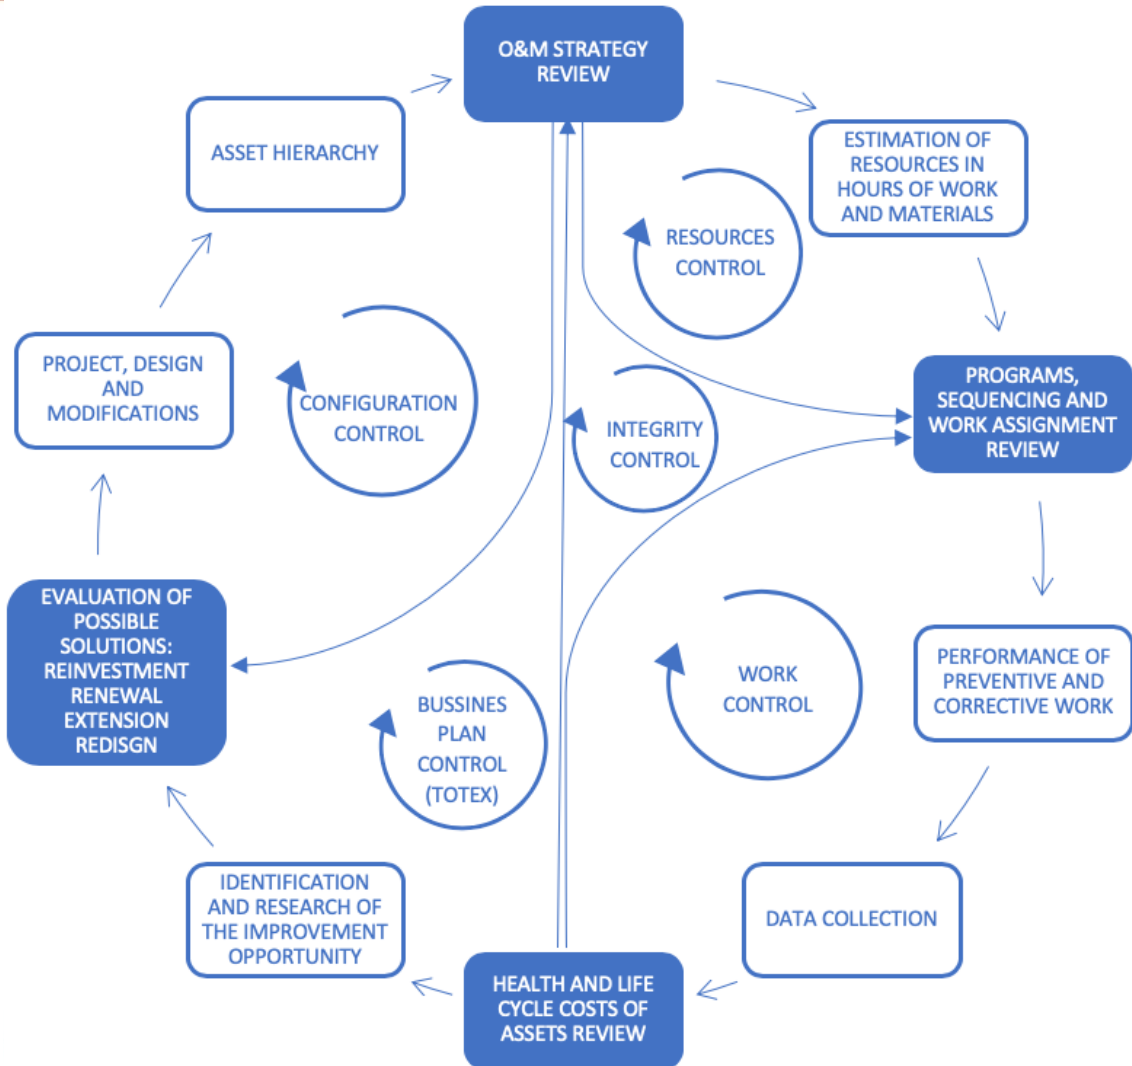 O&M STRATEGY
REVIEW
ASSET HIERARCHY
ESTIMATION OF
RESOURCES IN
HOURS OF WORK
AND MATERIALS
RESOURCES
CONTROL
PROJECT, DESIGN
AND
MODIFICATIONS
CONFIGURATION
CONTROL
INTEGRITY
CONTROL
PROGRAMS,
SEQUENCING AND
WORK ASSIGNMENT
REVIEW
EVALUATION OF
POSSIBLE
SOLUTIONS:
REINVESTMENT
RENEWAL
EXTENSION
REDISGN
BUSSINES
PLAN
CONTROL
(TOTEX)
WORK
CONTROL
PERFORMANCE OF
PREVENTIVE AND
CORRECTIVE WORK
IDENTIFICATION
AND RESEARCH OF
THE IMPROVEMENT
OPPORTUNITY
DATA COLLECTION
HEALTH AND LIFE
CYCLE COSTS OF
ASSETS REVIEW